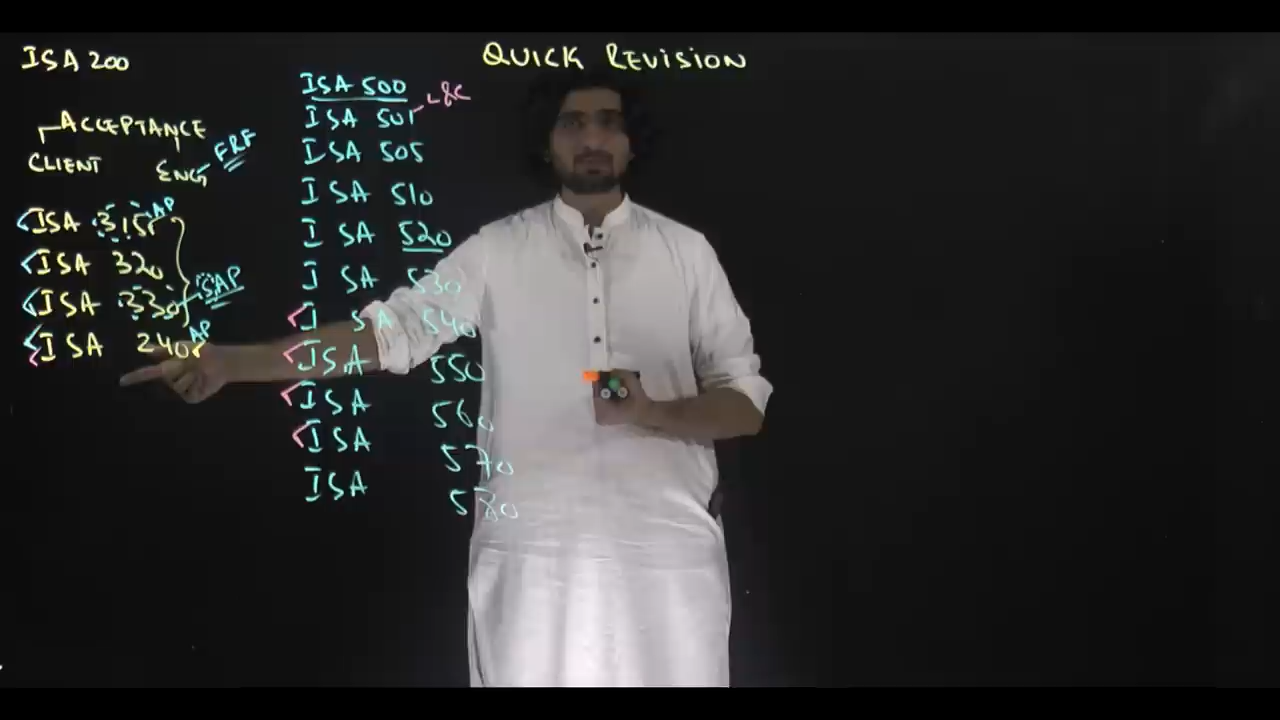 ISA 200
QUICK REVISION
ACCEPTANCE
CLIENT ENG FRF
ISA 315 AP
ISA 320
ISA 330 SAP
ISA 240 AP
ISA 500
ISA 501 L&C
ISA 505
ISA 510
ISA 520
ISA 530
ISA 540
ISA 550
ISA 560
ISA 570
ISA 580